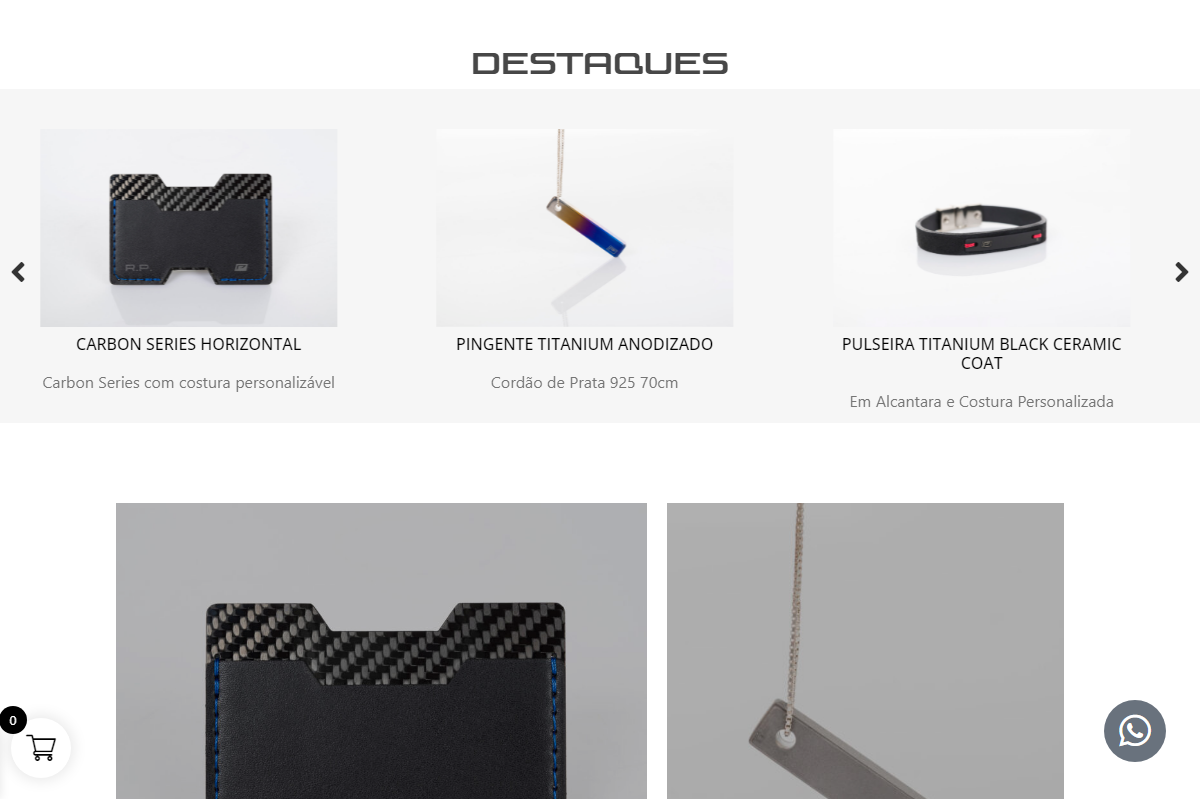 DESTAQUES
R.P.
CARBON SERIES HORIZONTAL
Carbon Series com costura personalizável
PINGENTE TITANIUM ANODIZADO
Cordão de Prata 925 70cm
PULSEIRA TITANIUM BLACK CERAMIC
COAT
Em Alcantara e Costura Personalizada
0